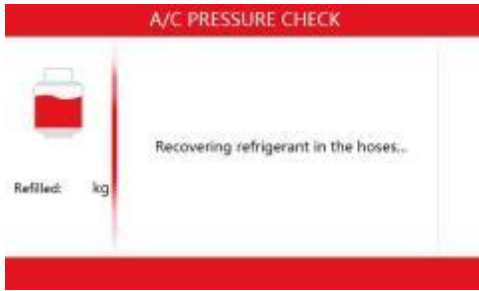 A/C PRESSURE CHECK
Recovering refrigerant in the hoses...
Refilled: kg